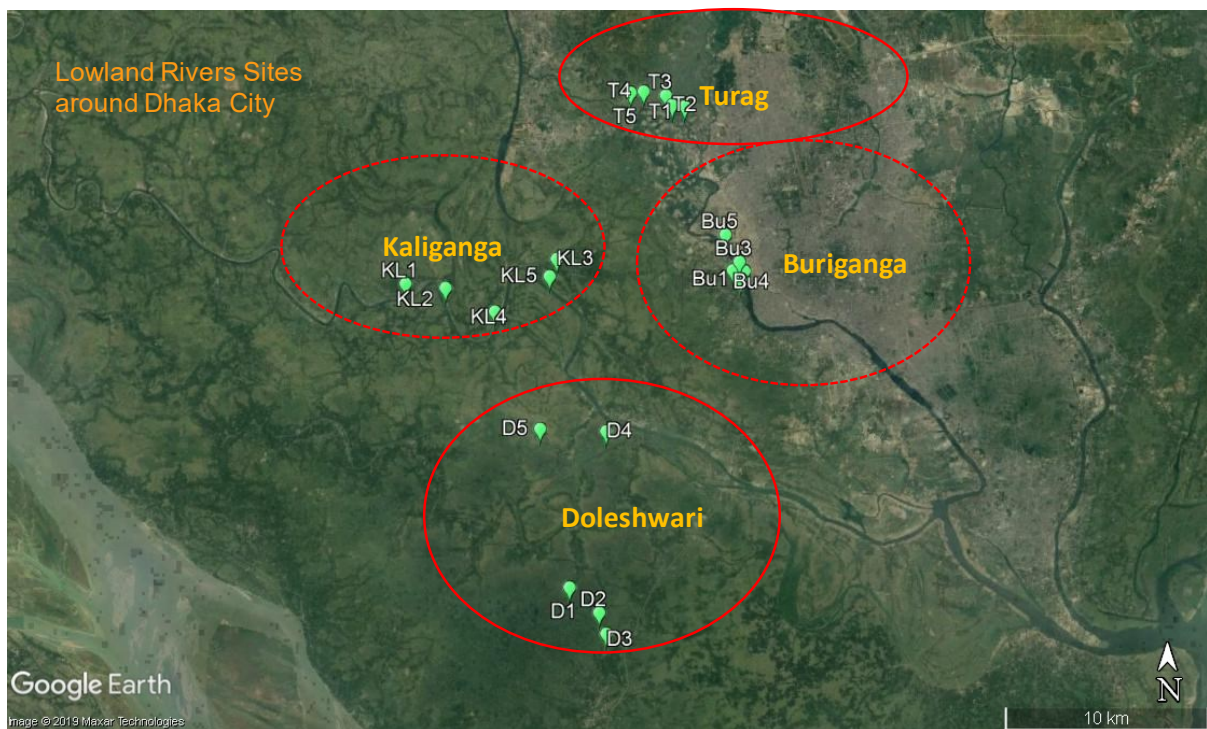 Lowland Rivers Sites
around Dhaka City
T3
T4
Turag
T1
T2
T5
Bu5
Kaliganga
Bu3
KL3
Buriganga
KL1
KL5
Bu1
Bu4
KL2
KL4
D5
D4
Doleshwari
D2
D1
D3
N
Google Earth
Image © 2019 Maxar Technologies
10 km